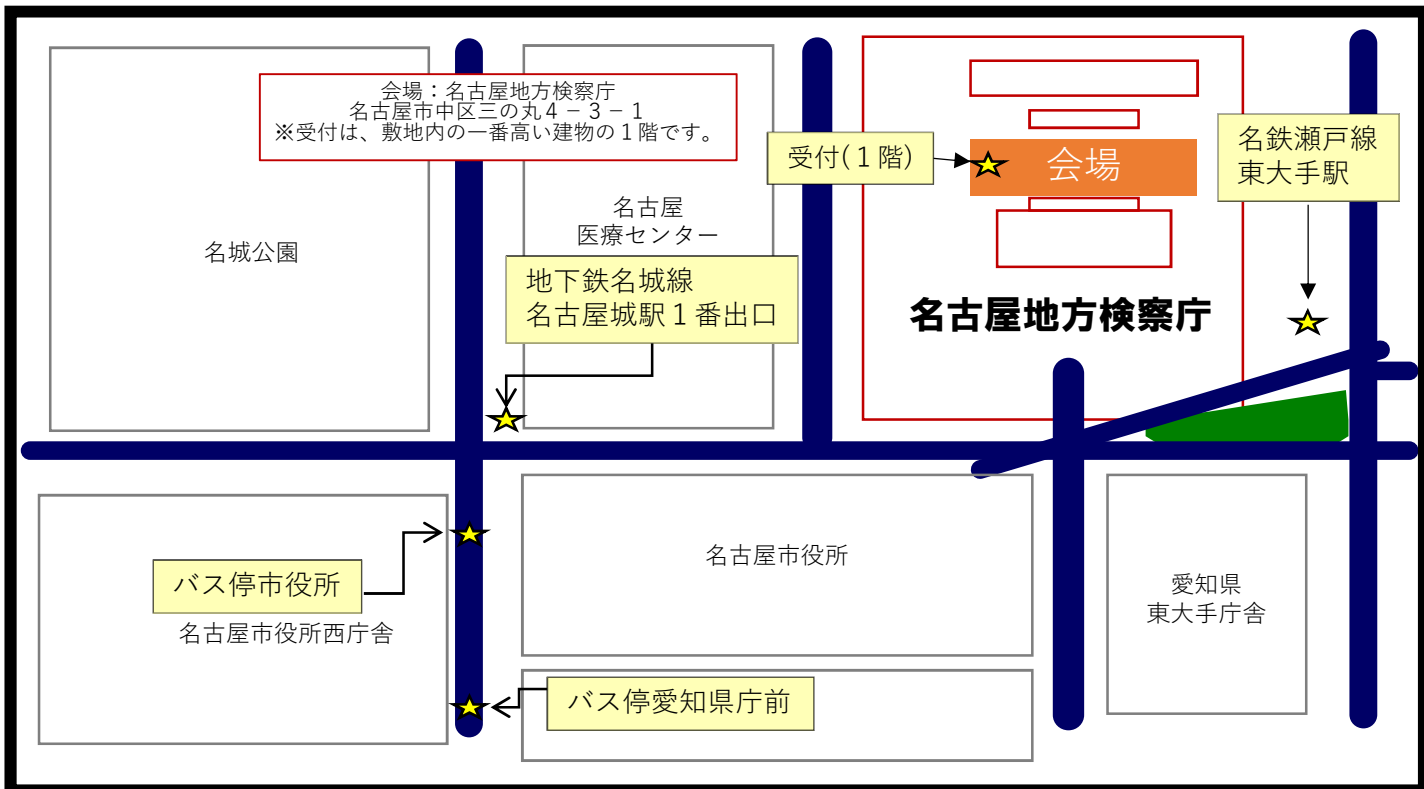 会場：名古屋地方検察庁
名古屋市中区三の丸４－３－１
※受付は、敷地内の一番高い建物の１階です。
受付(１階)
会場
名鉄瀬戸線
東大手駅
名古屋
医療センター
名城公園
地下鉄名城線
名古屋城駅１番出口
名古屋地方検察庁
バス停市役所
名古屋市役所西庁舎
名古屋市役所
愛知県
東大手庁舎
バス停愛知県庁前